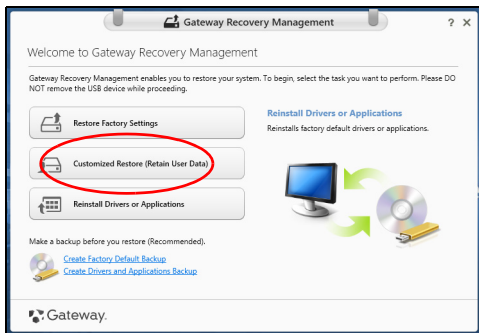 Gateway Recovery Management
? X
Welcome to Gateway Recovery Management
Gateway Recovery Management enables you to restore your system. To begin, select the task you want to perform. Please DO
NOT remove the USB device while proceeding.
Restore Factory Settings
Customized Restore (Retain User Data)
Reinstall Drivers or Applications
Reinstall Drivers or Applications
Reinstalls factory default drivers or applications.
Make a backup before you restore (Recommended).
Create Factory Default Backup
Create Drivers and Applications Backup
Gateway.